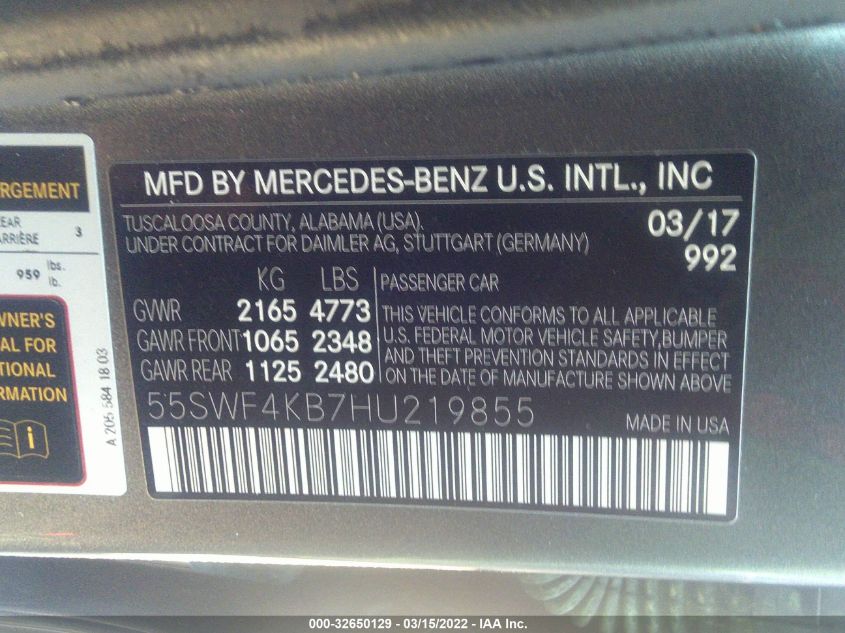 RGEMENT
EAR
ARRIÈRE 3
959 lbs.
lb.
WNER'S
AL FOR
TIONAL
RMATION
i
A 205 584 18 03
MFD BY MERCEDES-BENZ U.S. INTL., INC
TUSCALOOSA COUNTY, ALABAMA (USA).
UNDER CONTRACT FOR DAIMLER AG, STUTTGART (GERMANY)
03/17
992
KG LBS
GVWR 2165 4773
GAWR FRONT 1065 2348
GAWR REAR 1125 2480
PASSENGER CAR
THIS VEHICLE CONFORMS TO ALL APPLICABLE
U.S. FEDERAL MOTOR VEHICLE SAFETY,BUMPER
AND THEFT PREVENTION STANDARDS IN EFFECT
ON THE DATE OF MANUFACTURE SHOWN ABOVE
55SWF4KB7HU219855
MADE IN USA
000-32650129 - 03/15/2022 - IAA Inc.